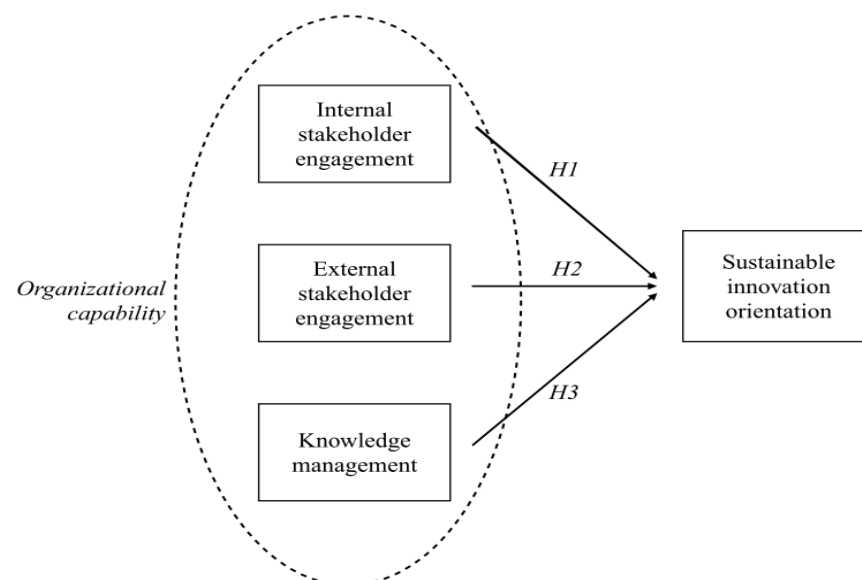 Internal
stakeholder
engagement
H1
External
stakeholder
engagement
H2
Organizational
capability
Sustainable
innovation
orientation
H3
Knowledge
management